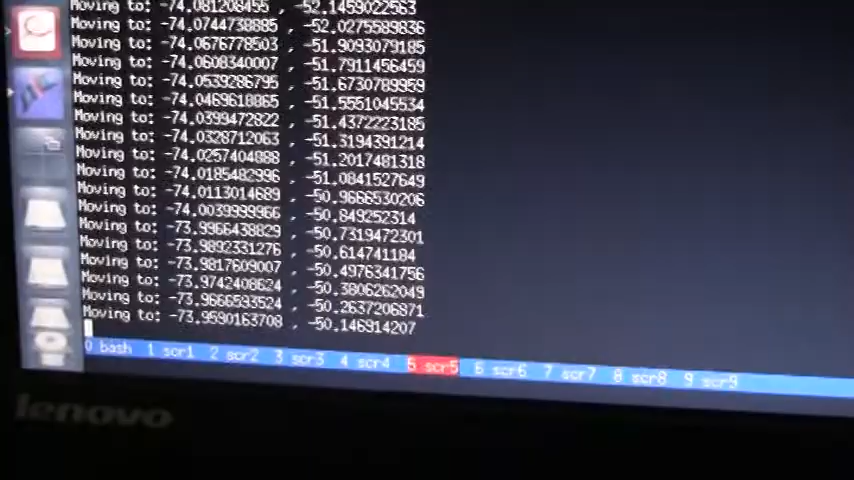 Moving to: -74.081208455 , -52.1459022563
Moving to: -74.0744738885 , -52.0275589836
Moving to: -74.0676778503 , -51.9093079185
Moving to: -74.0608340007 , -51.7911456459
Moving to: -74.0539286795 , -51.6730789959
Moving to: -74.0469618865 , -51.5551045534
Moving to: -74.0399472822 , -51.4372223185
Moving to: -74.0328712063 , -51.3194391214
Moving to: -74.0257404888 , -51.2017481318
Moving to: -74.0185482996 , -51.0841527649
Moving to: -74.0113014689 , -50.9666530206
Moving to: -74.0039999966 , -50.849252314
Moving to: -73.9966438829 , -50.7319472301
Moving to: -73.9892331276 , -50.614741184
Moving to: -73.9817609007 , -50.4976341756
Moving to: -73.9742408624 , -50.3806262049
Moving to: -73.9666593524 , -50.2637206871
Moving to: -73.9590163708 , -50.146914207
0 bash 1 scr1 2 scr2 3 scr3 4 scr4 5 scr5 6 scr6 7 scr7 8 scr8 9 scr9
lenovo